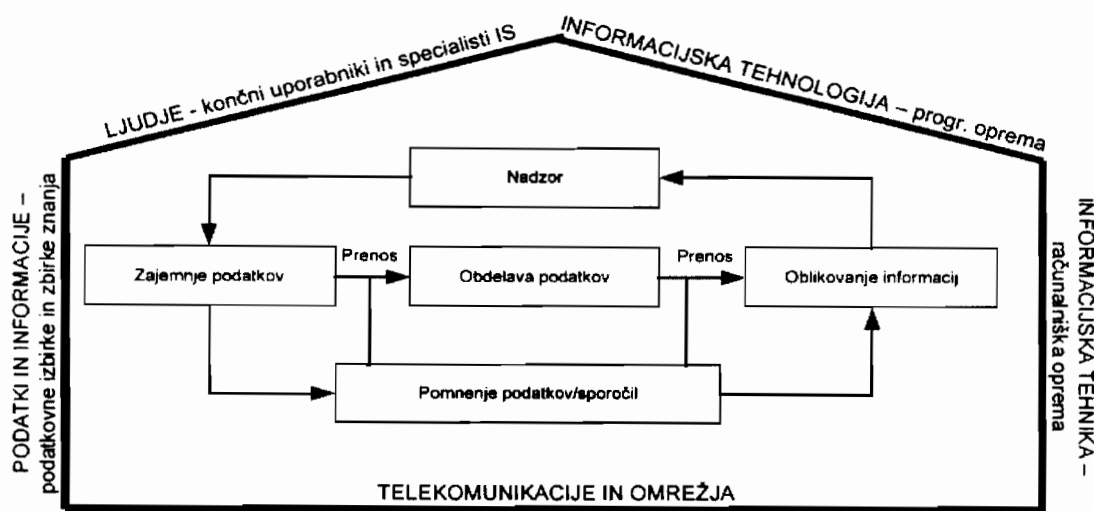 LJUDJE - končni uporabniki in specialisti IS
INFORMACIJSKA TEHNOLOGIJA – progr. oprema
PODATKI IN INFORMACIJE –
podatkovne izbirke in zbirke znanja
Nadzor
Zajemnje podatkov
Prenos
Obdelava podatkov
Prenos
Oblikovanje informacij
Pomnenje podatkov/sporočil
INFORMACIJSKA TEHNIKA –
računalniška oprema
TELEKOMUNIKACIJE IN OMREŽJA